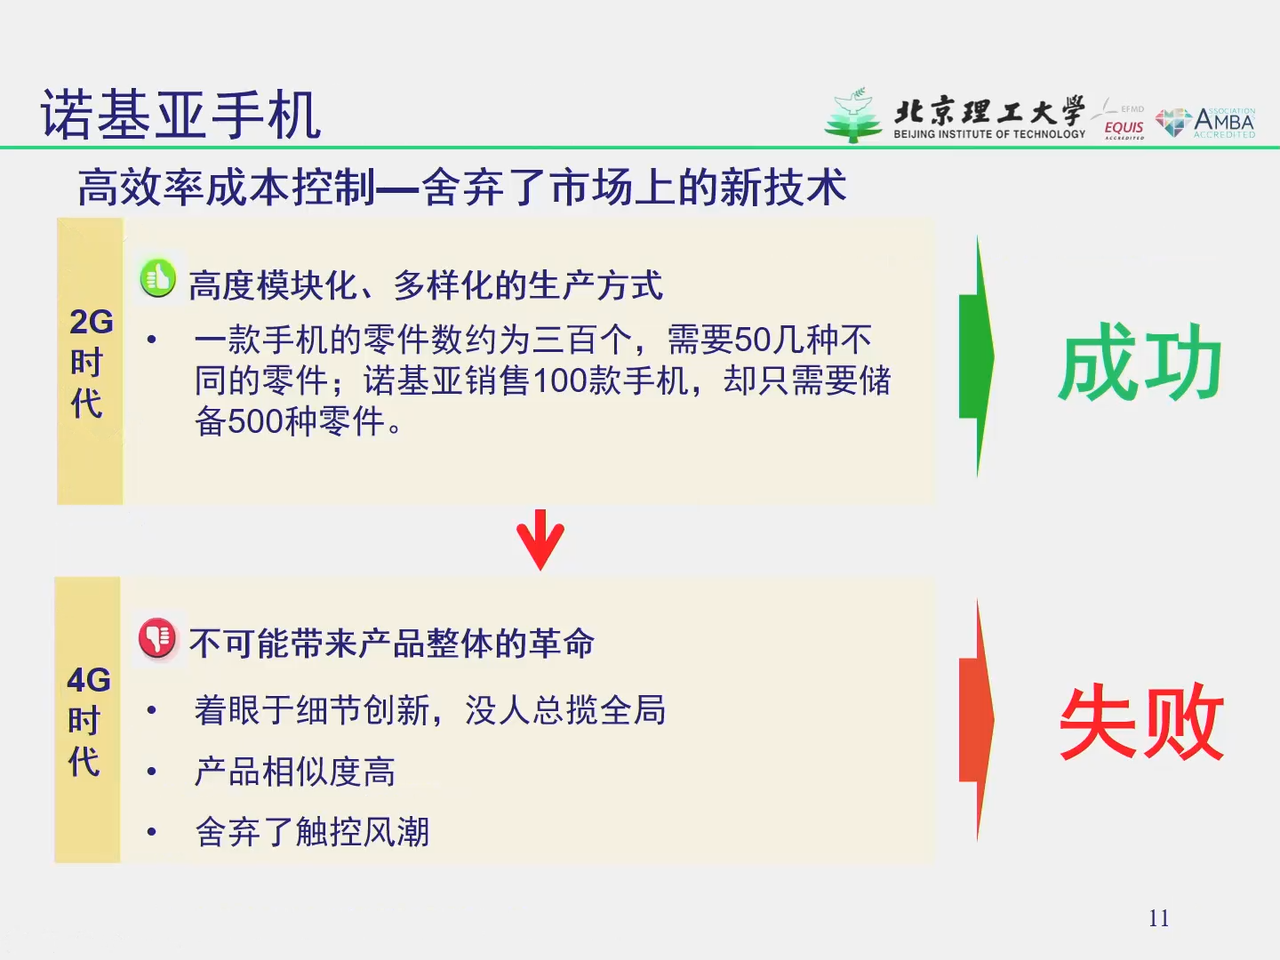 诺基亚手机
北京理工大学
BEIJING INSTITUTE OF TECHNOLOGY
EFMD
EQUIS
ACCREDITED
ASSOCIATION
AMBA
ACCREDITED
高效率成本控制—舍弃了市场上的新技术
2G时代
高度模块化、多样化的生产方式
• 一款手机的零件数约为三百个，需要50几种不
同的零件；诺基亚销售100款手机，却只需要储
备500种零件。
成功
4G时代
不可能带来产品整体的革命
• 着眼于细节创新，没人总揽全局
• 产品相似度高
• 舍弃了触控风潮
失败
11